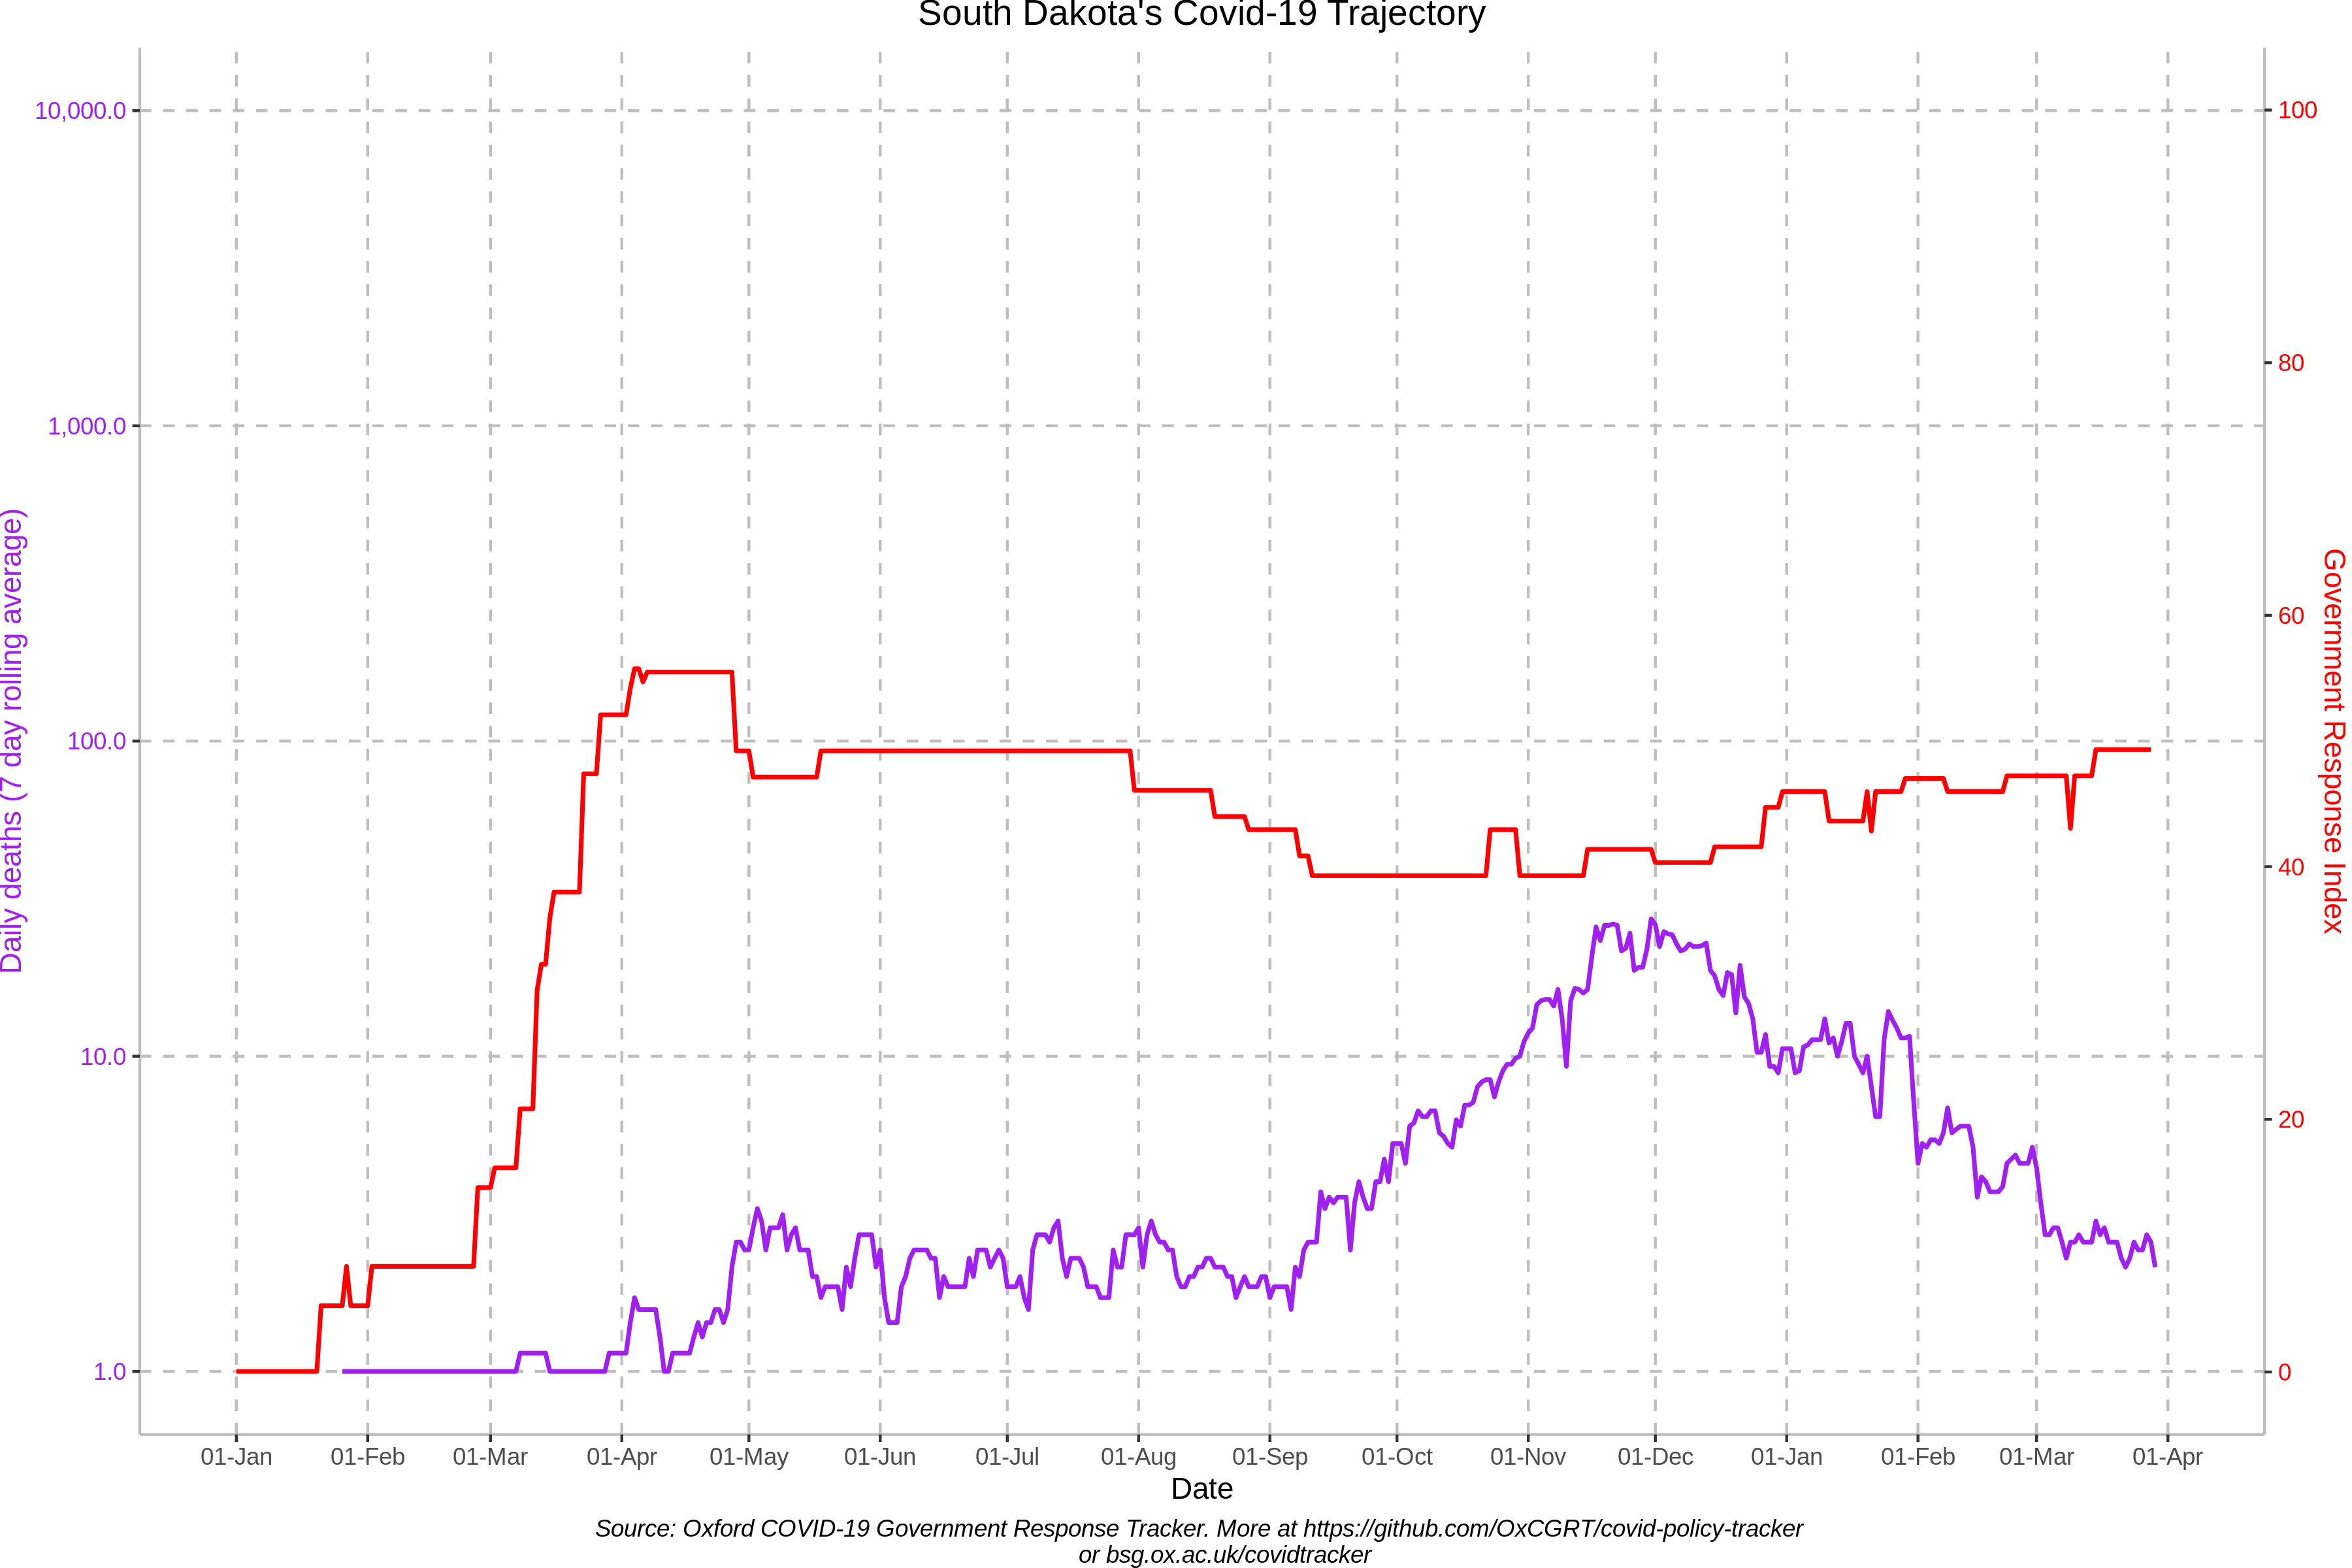 South Dakota's Covid-19 Trajectory
10,000.0
1,000.0
100.0
10.0
1.0
Daily deaths (7 day rolling average)
100
80
60
40
20
0
Government Response Index
01-Jan 01-Feb 01-Mar 01-Apr 01-May 01-Jun 01-Jul 01-Aug 01-Sep 01-Oct 01-Nov 01-Dec 01-Jan 01-Feb 01-Mar 01-Apr
Date
Source: Oxford COVID-19 Government Response Tracker. More at https://github.com/OxCGRT/covid-policy-tracker
or bsg.ox.ac.uk/covidtracker